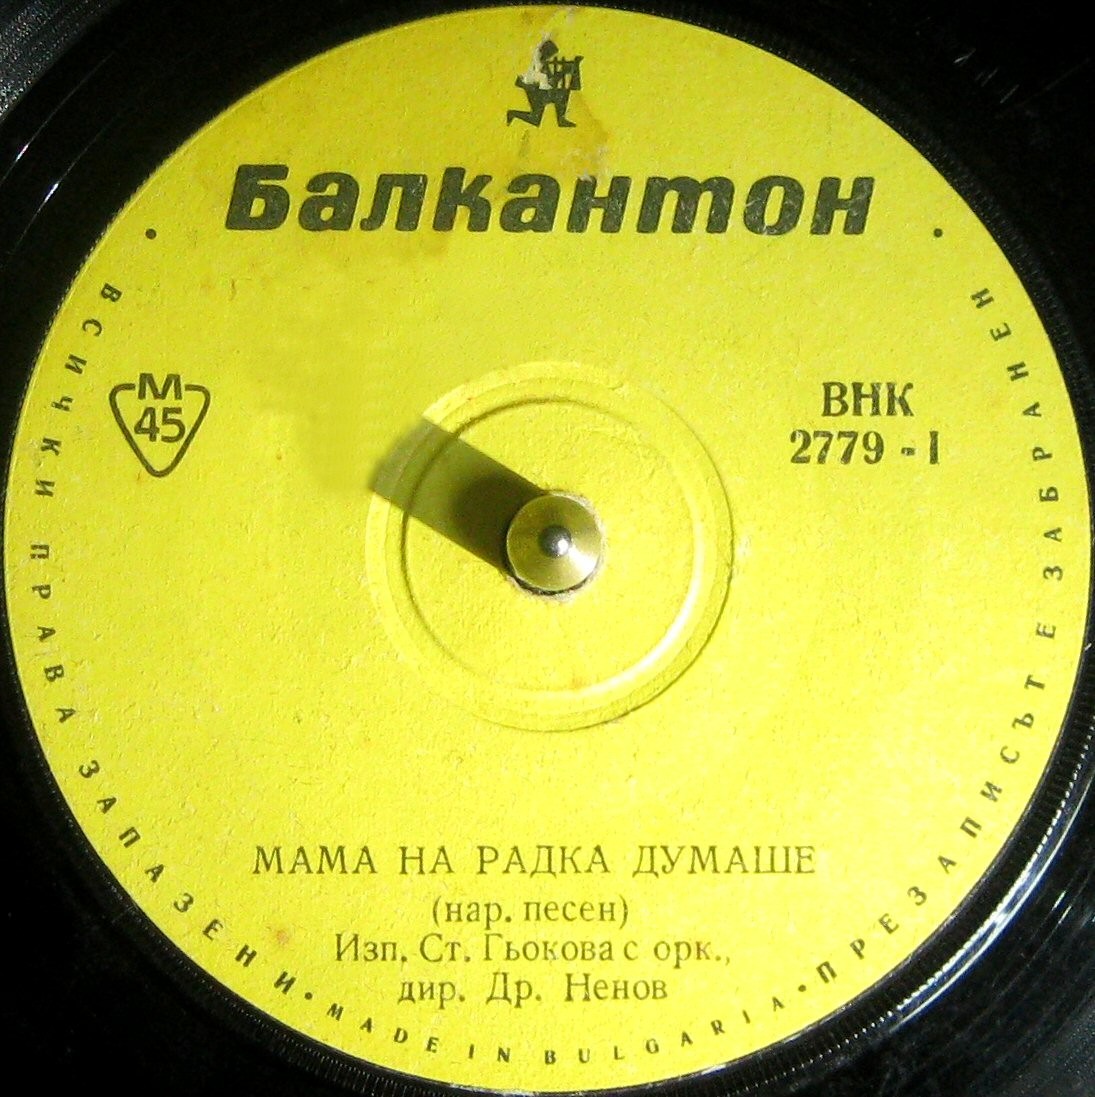 Балкантон
М
45
ВНК
2779 - I
МАМА НА РАДКА ДУМАШЕ
(нар. песен)
Изп. Ст. Гьокова с орк.,
дир. Др. Ненов
• ВСИЧКИ ПРАВА ЗАПАЗЕНИ • MADE IN BULGARIA • ПРЕЗАПИСЪТ Е ЗАБРАНЕН •